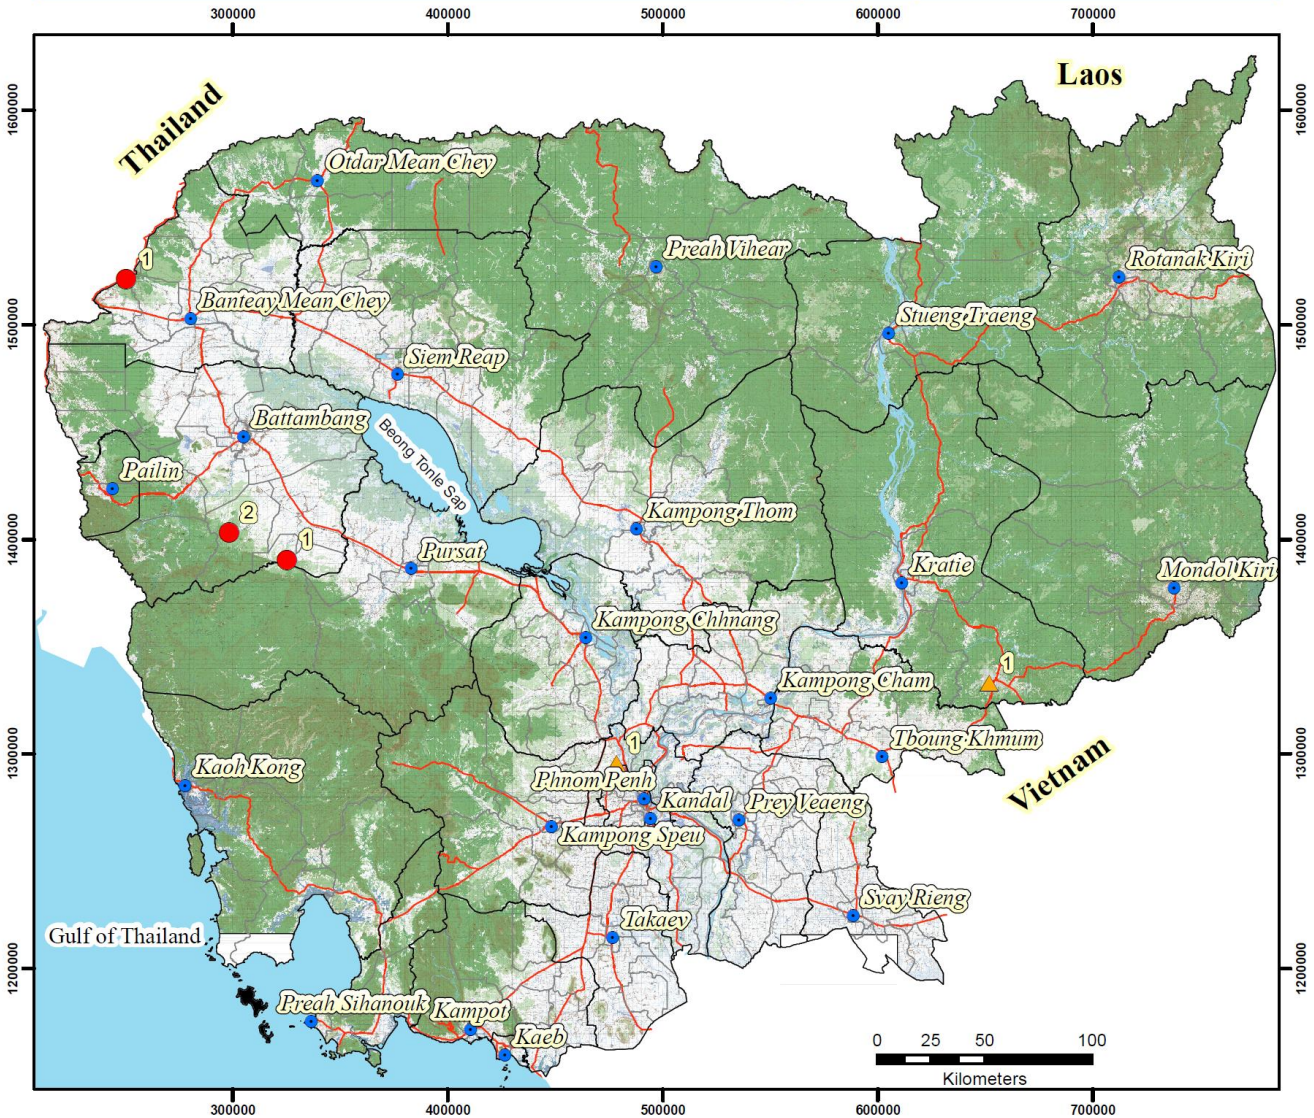 300000
400000
500000
600000
700000
Laos
1600000
1600000
Thailand
Otdar Mean Chey
Preah Vihear
Rotanak Kiri
1
Banteay Mean Chey
Stueng Traeng
1500000
1500000
Siem Reap
Battambang
Beong Tonle Sap
Pailin
2
Kampong Thom
1
1400000
1400000
Pursat
Kratie
Mondol Kiri
Kampong Chhnang
1
Kampong Cham
1
Tboung Khmum
1300000
1300000
Kaoh Kong
Phnom Penh
Vietnam
Kandal
Prey Veaeng
Kampong Speu
Svay Rieng
Takaev
Gulf of Thailand
1200000
1200000
Preah Sihanouk
Kampot
Kaeb
0 25 50 100
Kilometers
300000
400000
500000
600000
700000